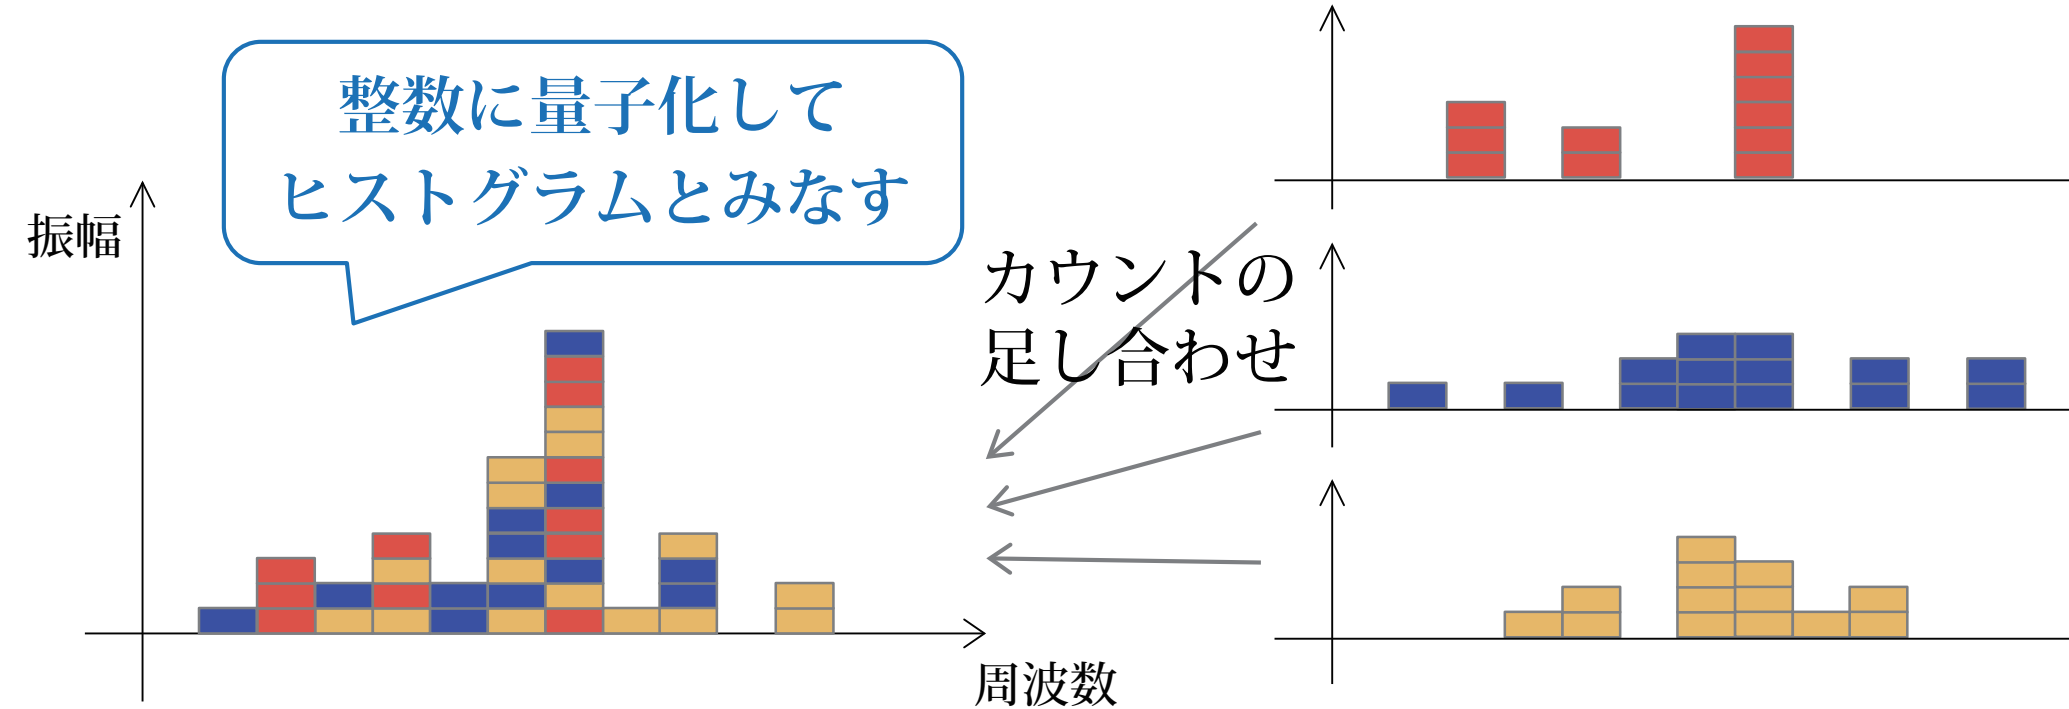 整数に量子化して
ヒストグラムとみなす
振幅
カウントの
足し合わせ
周波数